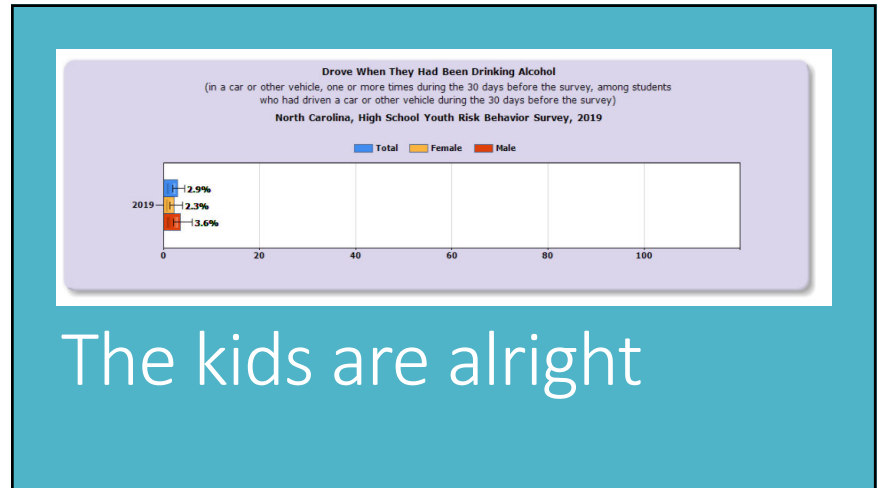 Drove When They Had Been Drinking Alcohol
(in a car or other vehicle, one or more times during the 30 days before the survey, among students
who had driven a car or other vehicle during the 30 days before the survey)
North Carolina, High School Youth Risk Behavior Survey, 2019
Total Female Male
2.9%
2019 2.3%
3.6%
0 20 40 60 80 100
The kids are alright